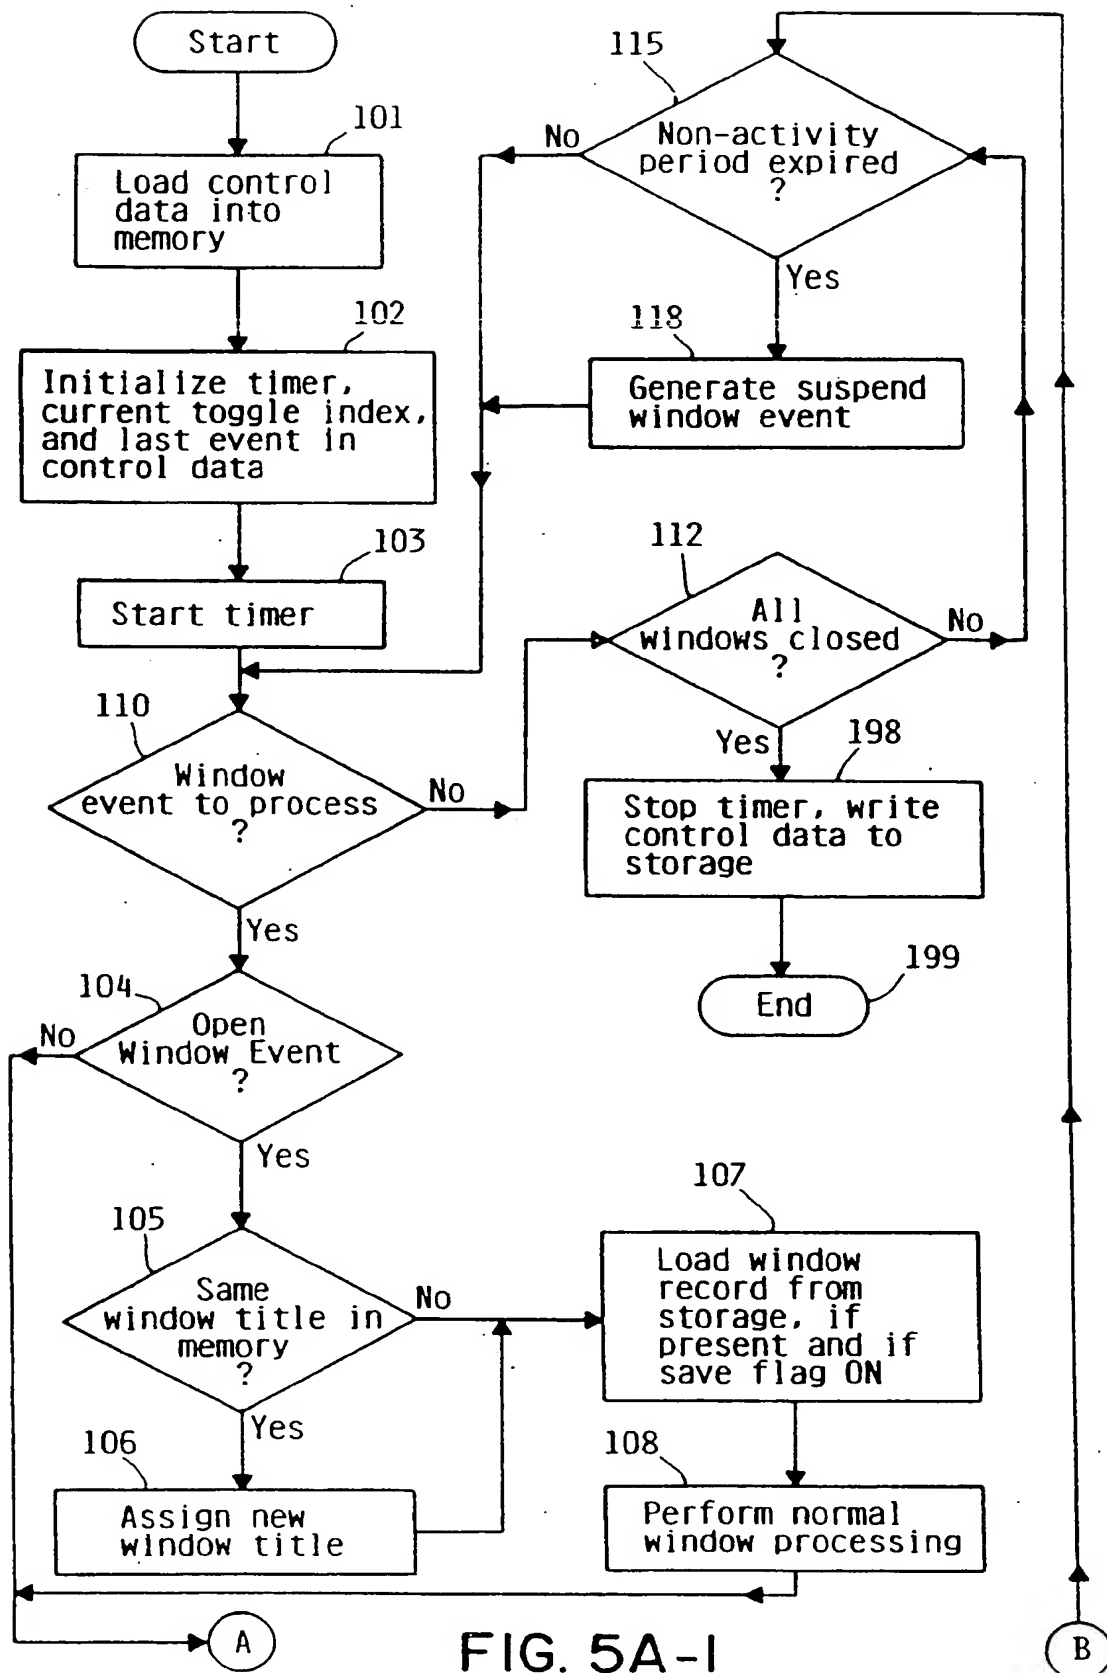 Start
101
Load control
data into
memory
102
Initialize timer,
current toggle index,
and last event in
control data
103
Start timer
110
Window
event to process
?
No
Yes
104
Open
Window Event
?
No
Yes
105
Same
window title in
memory
?
No
Yes
106
Assign new
window title
A
115
Non-activity
period expired
?
No
Yes
118
Generate suspend
window event
112
All
windows closed
?
No
Yes
198
Stop timer, write
control data to
storage
199
End
107
Load window
record from
storage, if
present and if
save flag ON
108
Perform normal
window processing
B
FIG. 5A-1